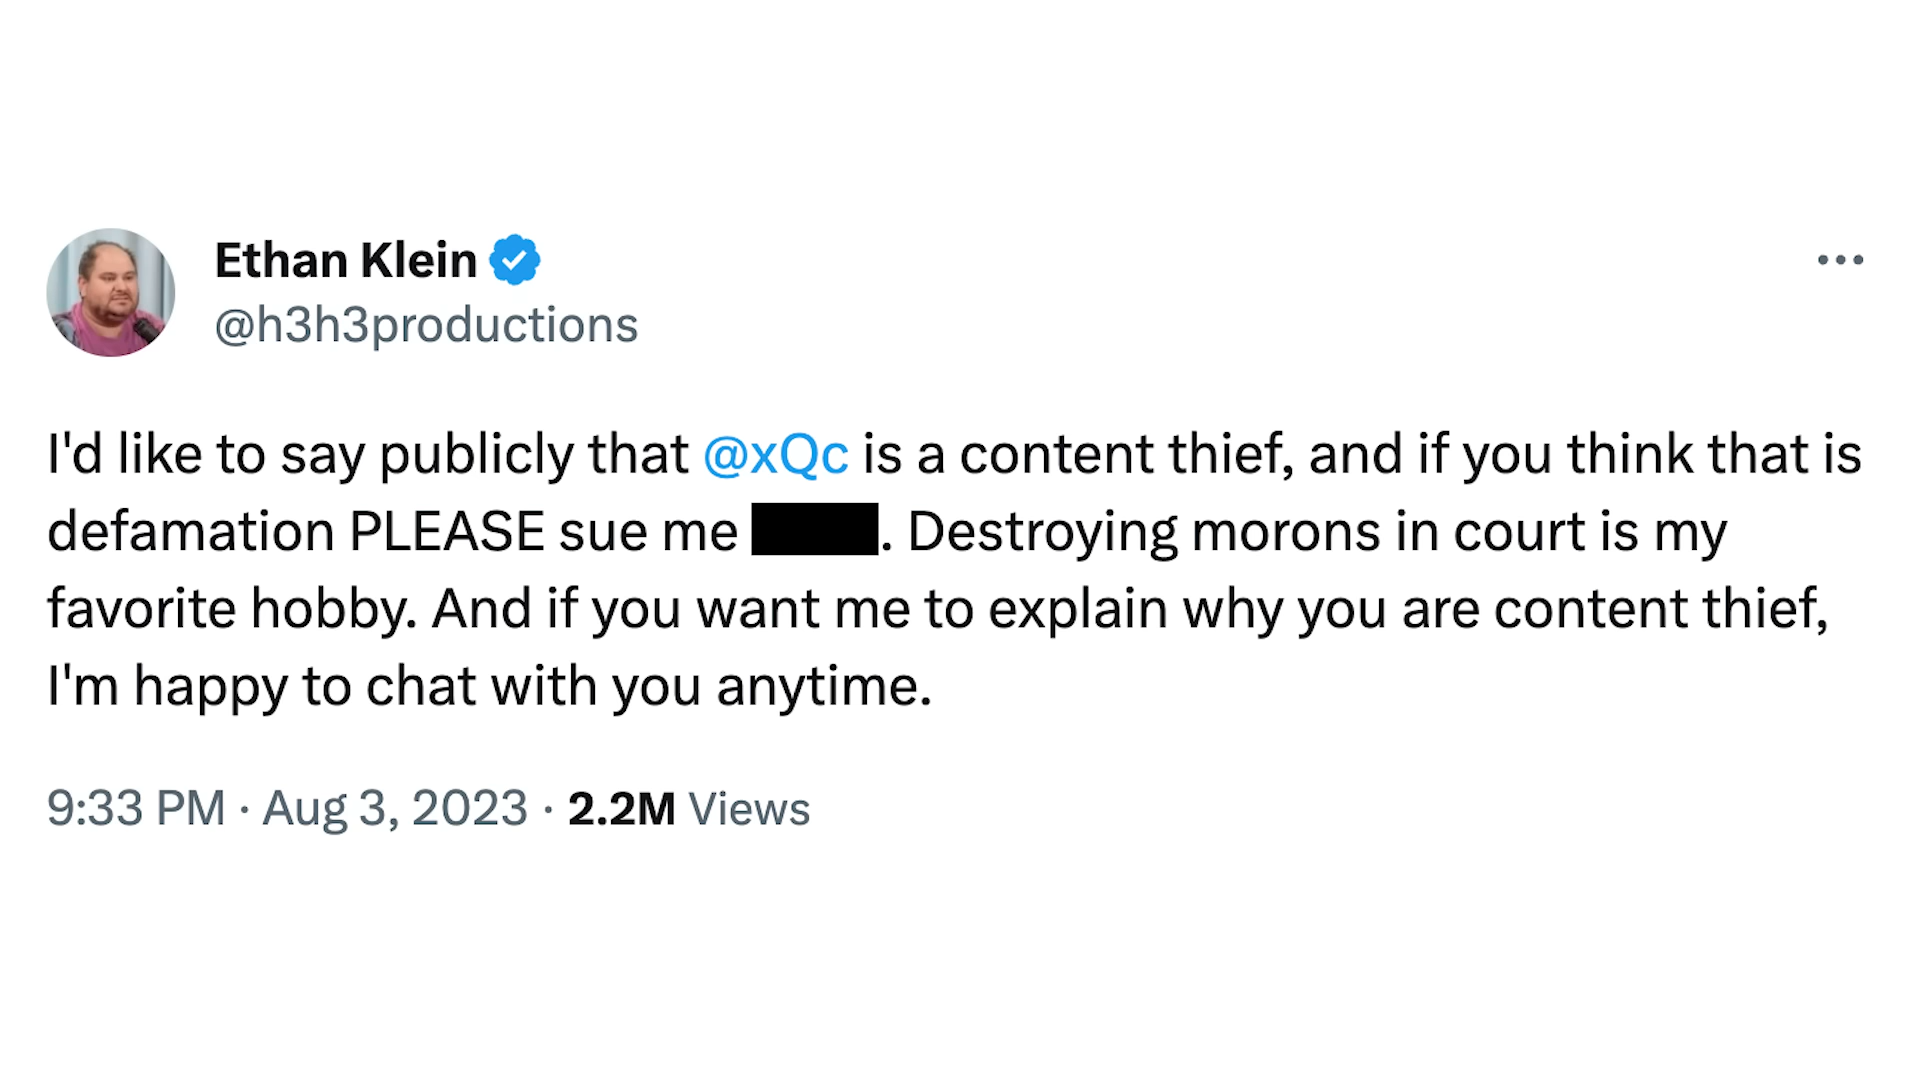 Ethan Klein
@h3h3productions
I'd like to say publicly that @xQc is a content thief, and if you think that is
defamation PLEASE sue me . Destroying morons in court is my
favorite hobby. And if you want me to explain why you are content thief,
I'm happy to chat with you anytime.
9:33 PM · Aug 3, 2023 · 2.2M Views